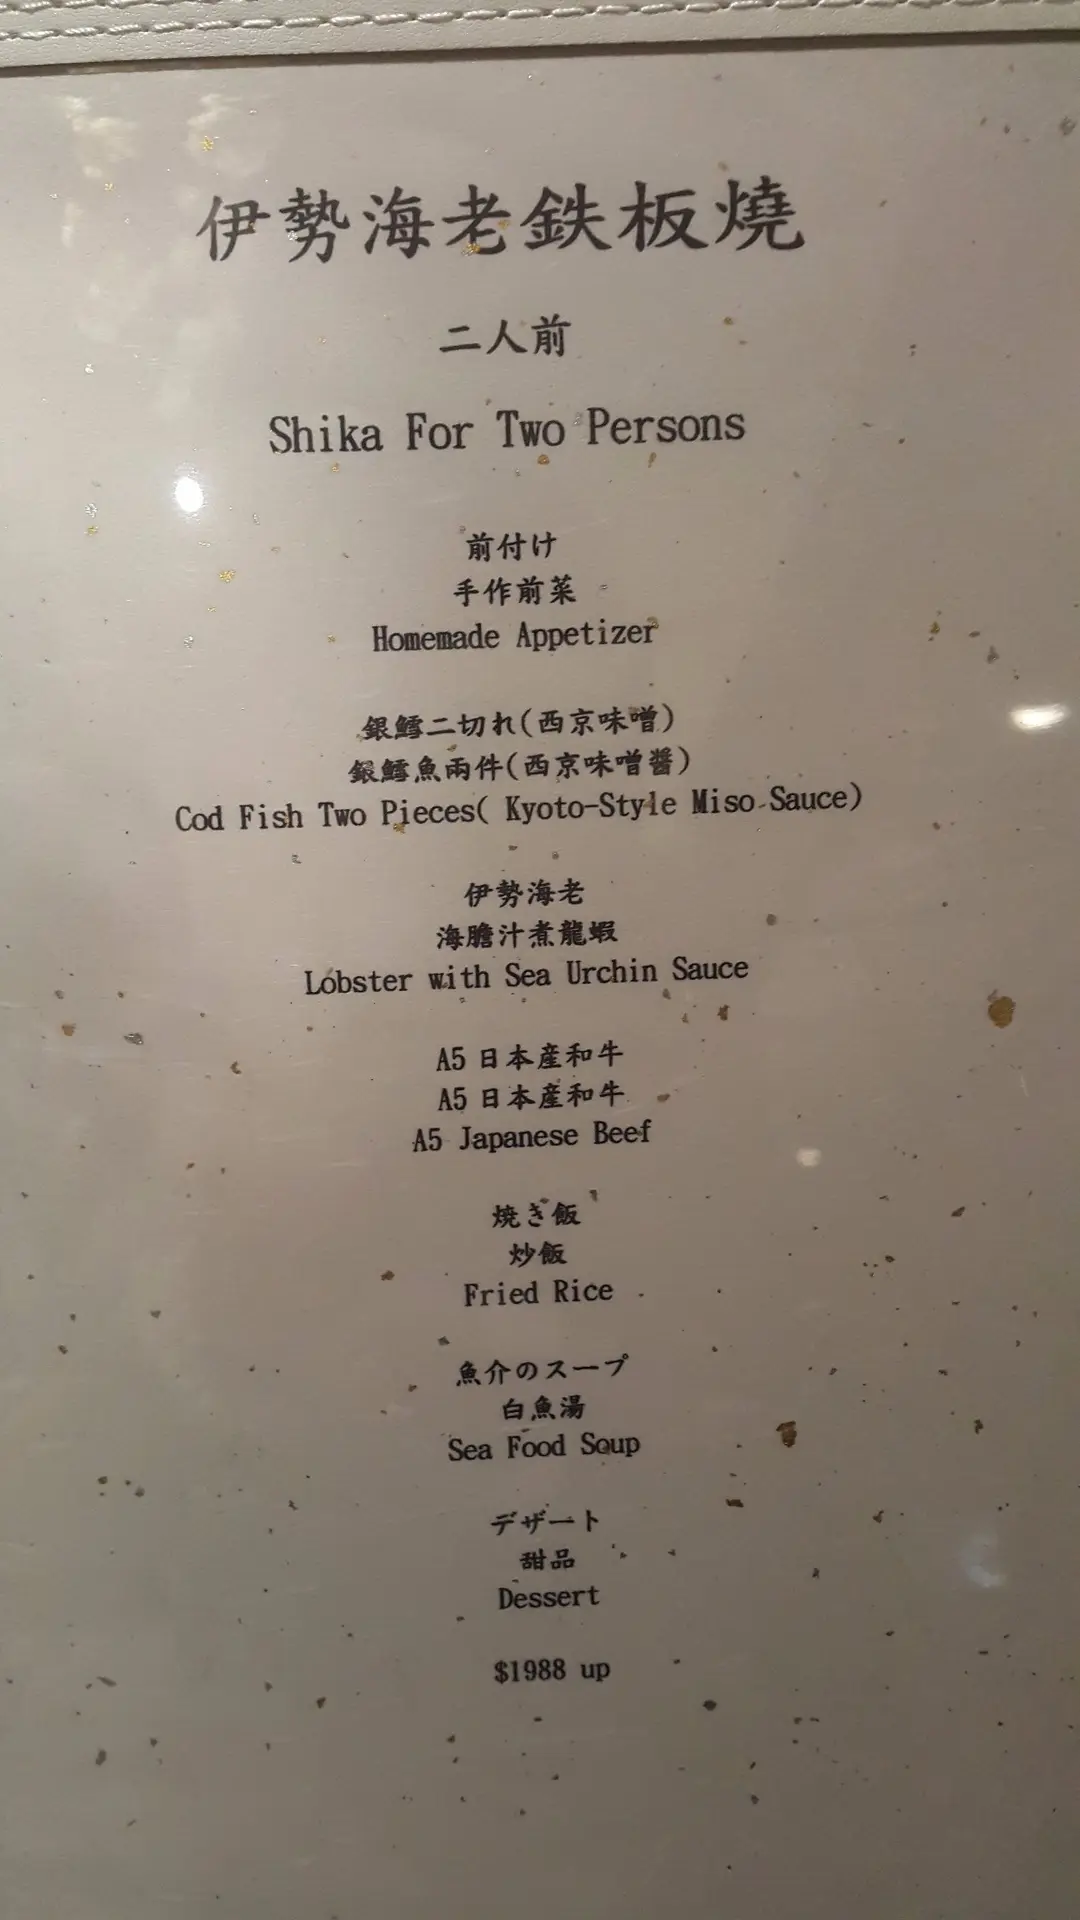 伊勢海老鉄板燒
二人前
Shika For Two Persons
前付け
手作前菜
Homemade Appetizer
銀鱈二切れ(西京味噌)
銀鱈魚兩件(西京味噌醬)
Cod Fish Two Pieces( Kyoto-Style Miso Sauce)
伊勢海老
海膽汁煮龍蝦
Lobster with Sea Urchin Sauce
A5 日本産和牛
A5 日本産和牛
A5 Japanese Beef
焼き飯
炒飯
Fried Rice
魚介のスープ
白魚湯
Sea Food Soup
デザート
甜品
Dessert
$1988 up